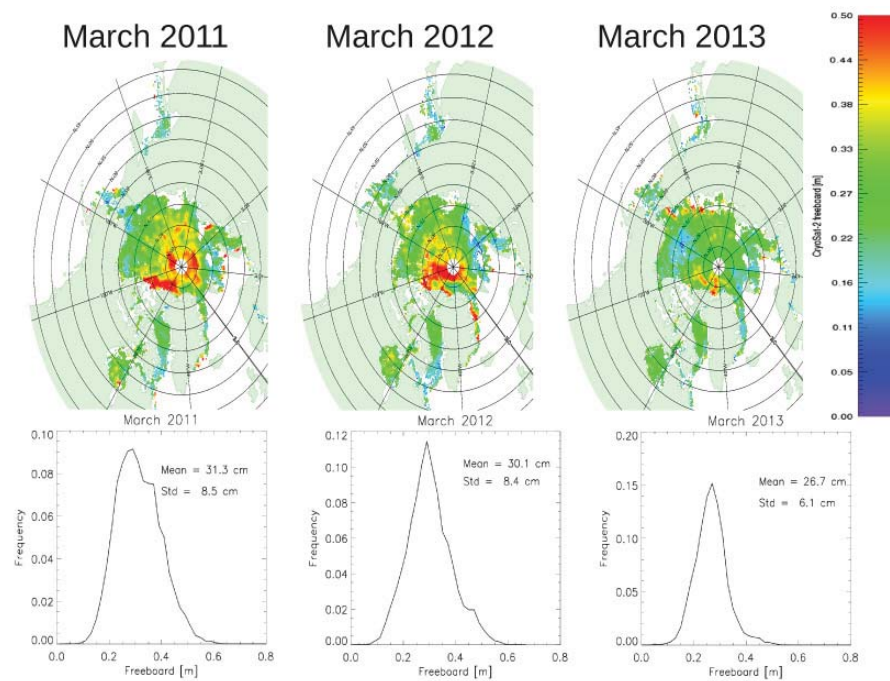 March 2011
March 2012
March 2013
0.50
0.44
0.38
0.33
0.27
0.22
0.16
0.11
0.05
0.00
CryoSat-2 freeboard [m]
March 2011
0.10
0.08
0.06
0.04
0.02
0.00
Frequency
Mean = 31.3 cm
Std = 8.5 cm
0.0 0.2 0.4 0.6 0.8
Freeboard [m]
March 2012
0.12
0.10
0.08
0.06
0.04
0.02
0.00
Frequency
Mean = 30.1 cm
Std = 8.4 cm
0.0 0.2 0.4 0.6 0.8
Freeboard [m]
March 2013
0.20
0.15
0.10
0.05
0.00
Frequency
Mean = 26.7 cm
Std = 6.1 cm
0.0 0.2 0.4 0.6 0.8
Freeboard [m]